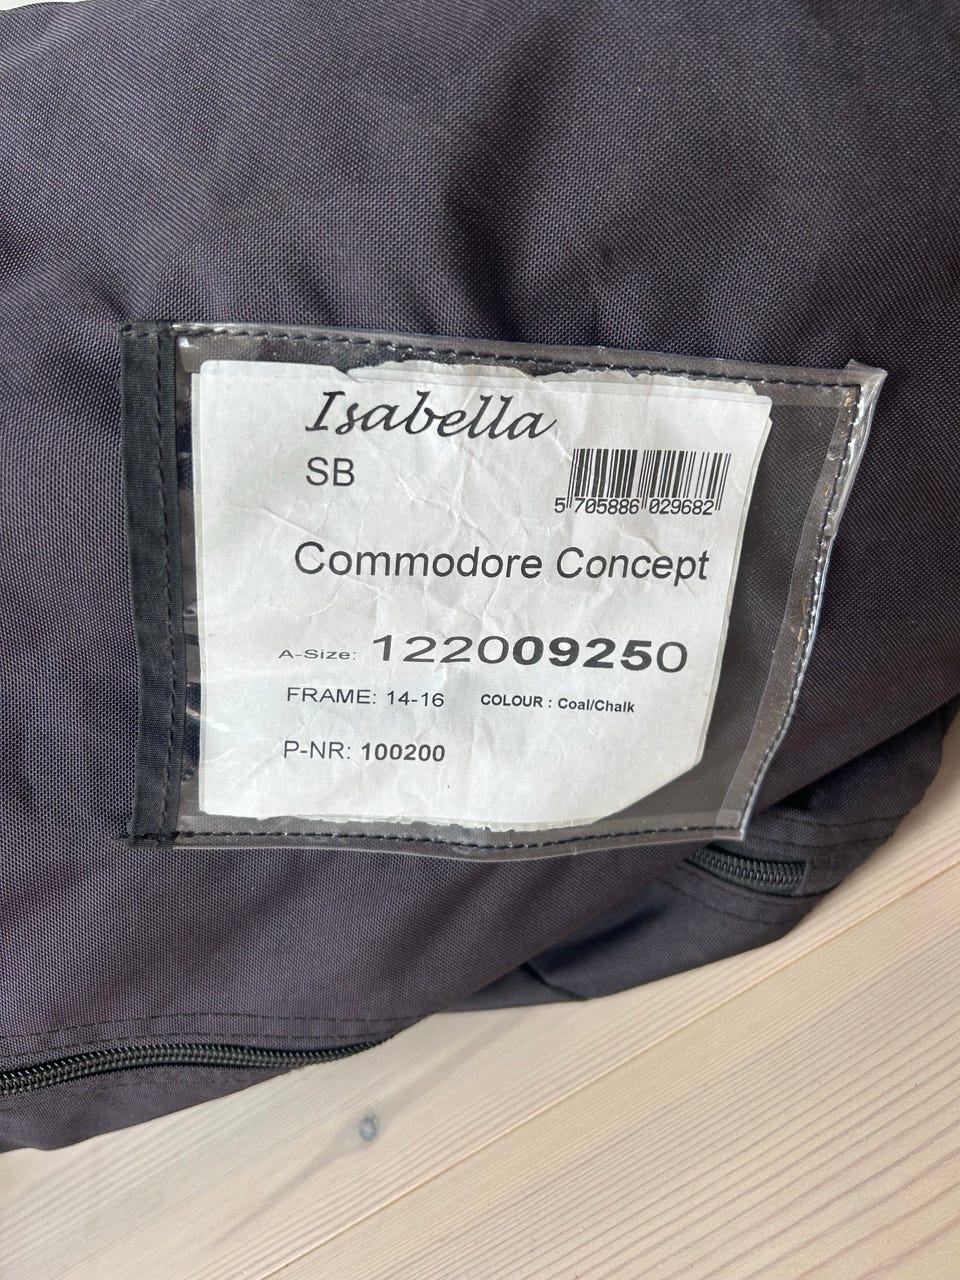 Isabella
SB
5 705886 029682
Commodore Concept
A-Size: 122009250
FRAME: 14-16 COLOUR : Coal/Chalk
P-NR: 100200